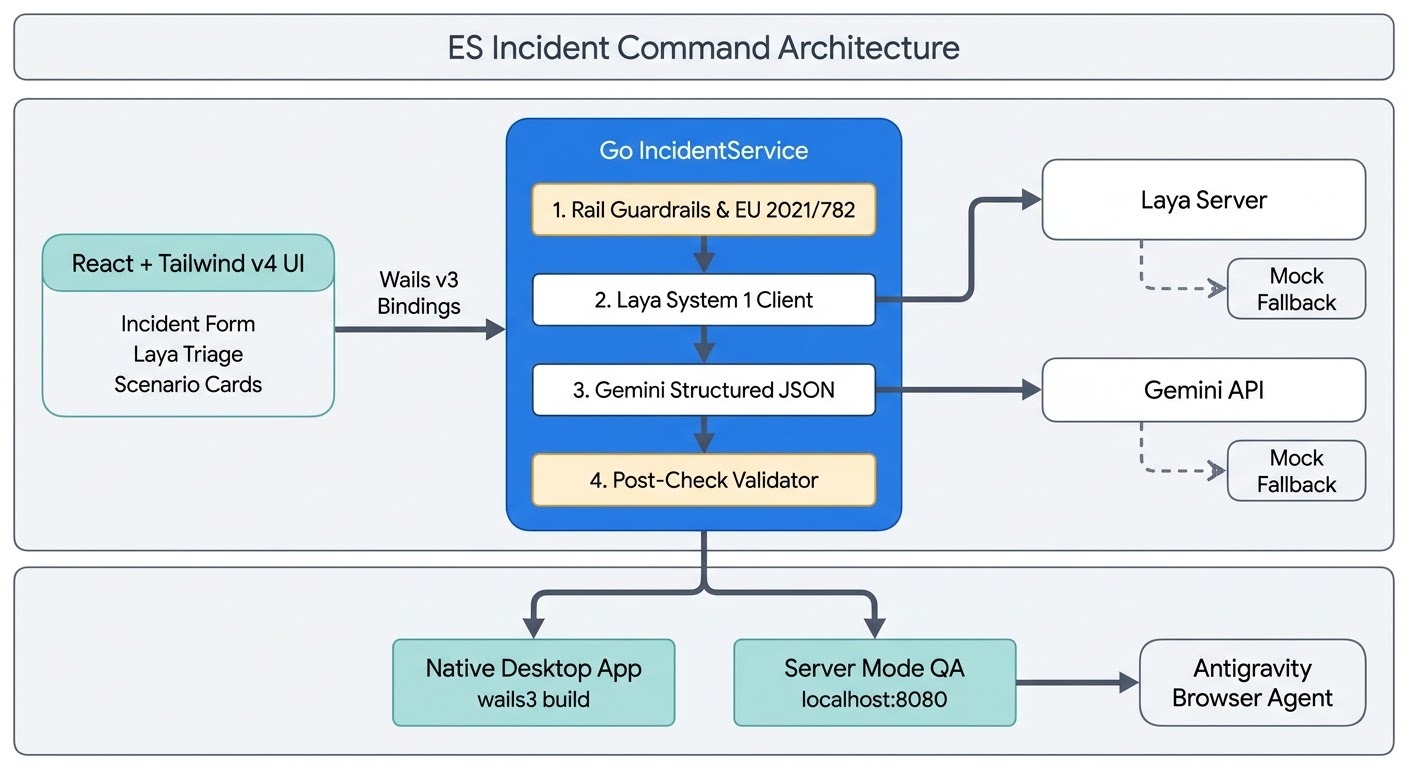 ES Incident Command Architecture
Go IncidentService
1. Rail Guardrails & EU 2021/782
2. Laya System 1 Client
3. Gemini Structured JSON
4. Post-Check Validator
React + Tailwind v4 UI
Incident Form
Laya Triage
Scenario Cards
Wails v3
Bindings
Laya Server
Mock
Fallback
Gemini API
Mock
Fallback
Native Desktop App
wails3 build
Server Mode QA
localhost:8080
Antigravity
Browser Agent